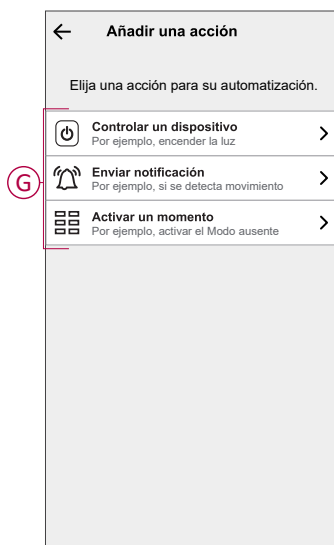 Añadir una acción
Elija una acción para su automatización.
Controlar un dispositivo
Por ejemplo, encender la luz
G
Enviar notificación
Por ejemplo, si se detecta movimiento
Activar un momento
Por ejemplo, activar el Modo ausente